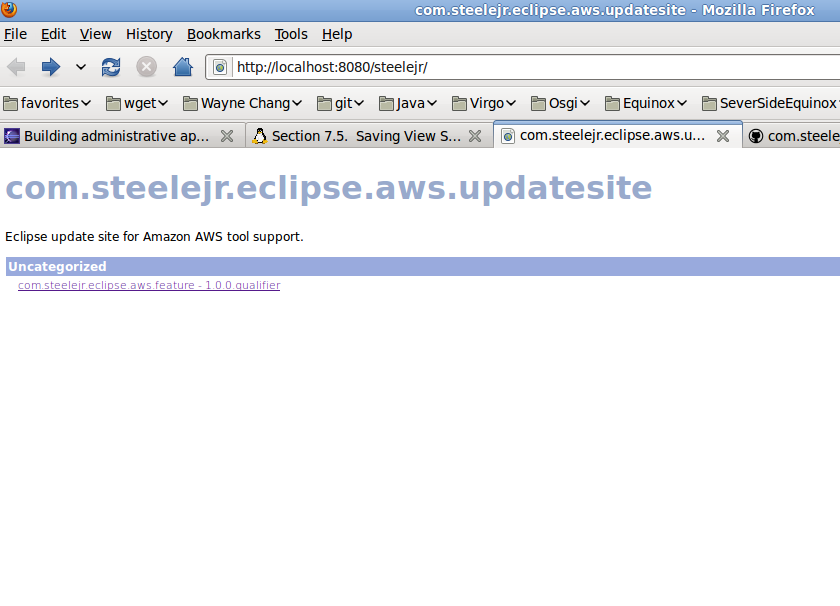 com.steelejr.eclipse.aws.updatesite - Mozilla Firefox
File Edit View History Bookmarks Tools Help
http://localhost:8080/steelejr/
favorites wget Wayne Chang git Java Virgo Osgi Equinox SeverSideEquinox
Building administrative ap... Section 7.5. Saving View S... com.steelejr.eclipse.aws.u... com.steele
com.steelejr.eclipse.aws.updatesite
Eclipse update site for Amazon AWS tool support.
Uncategorized
com.steelejr.eclipse.aws.feature - 1.0.0.qualifier